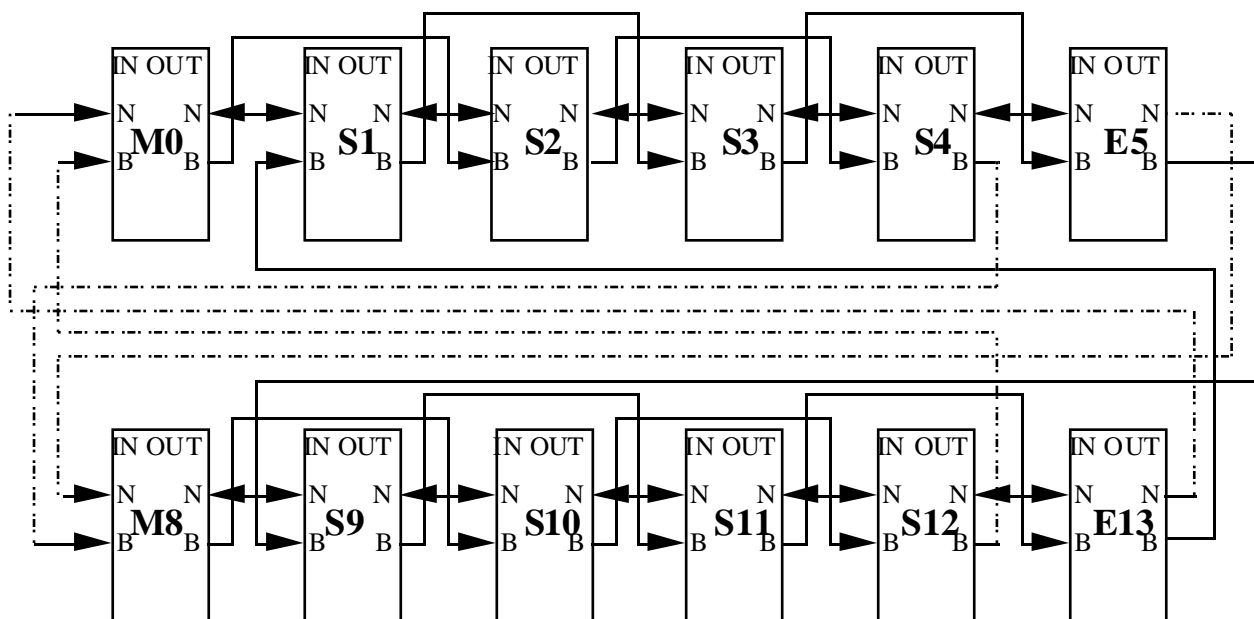 IN OUT IN OUT IN OUT IN OUT IN OUT IN OUT
N N N N N N N N N N N N
M0 S1 S2 S3 S4 E5
B B B B B B B B B B B B
IN OUT IN OUT IN OUT IN OUT IN OUT IN OUT
N N N N N N N N N N N N
M8 S9 S10 S11 S12 E13
B B B B B B B B B B B B